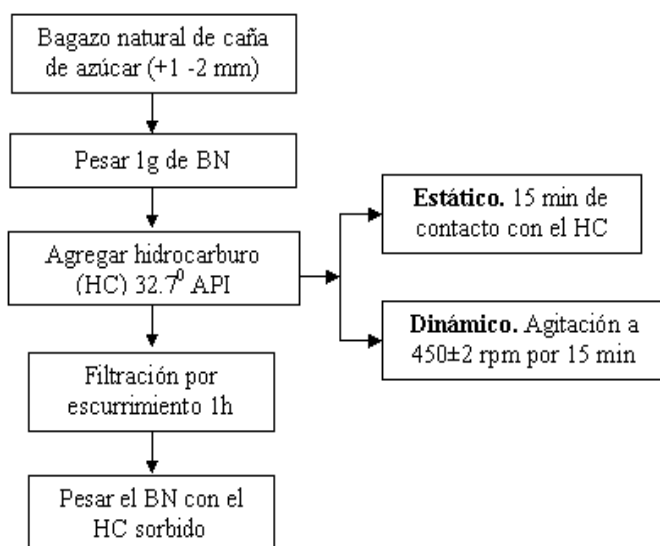 Bagazo natural de caña
de azúcar (+1 -2 mm)
Pesar 1g de BN
Agregar hidrocarburo
(HC) 32.7⁰ API
Estático. 15 min de
contacto con el HC
Dinámico. Agitación a
450±2 rpm por 15 min
Filtración por
escurrimiento 1h
Pesar el BN con el
HC sorbido